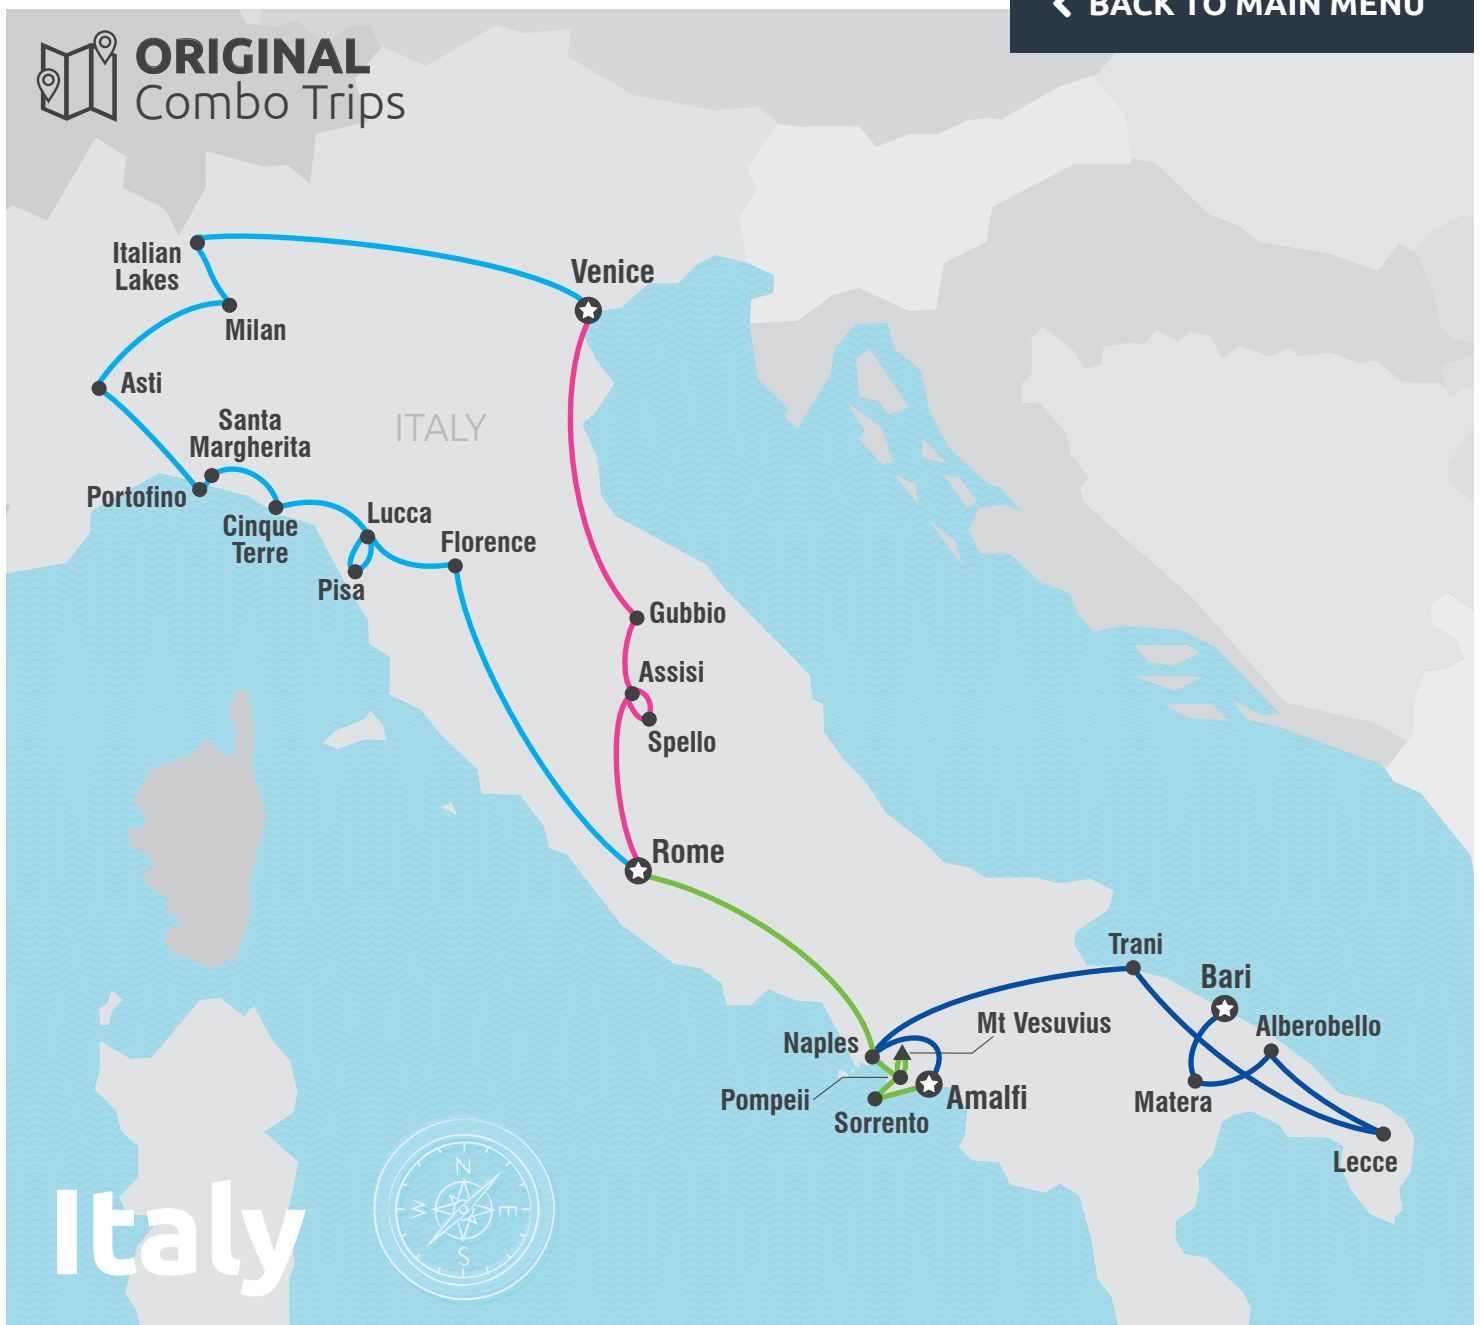 BACK TO MAIN MENU
ORIGINAL
Combo Trips
Italian
Lakes
Venice
Milan
Asti
Santa
Margherita
ITALY
Portofino
Cinque
Terre
Lucca
Florence
Pisa
Gubbio
Assisi
Spello
Rome
Trani
Bari
Mt Vesuvius
Alberobello
Naples
Pompeii
Amalfi
Matera
Sorrento
Lecce
N
W
E
S
Italy